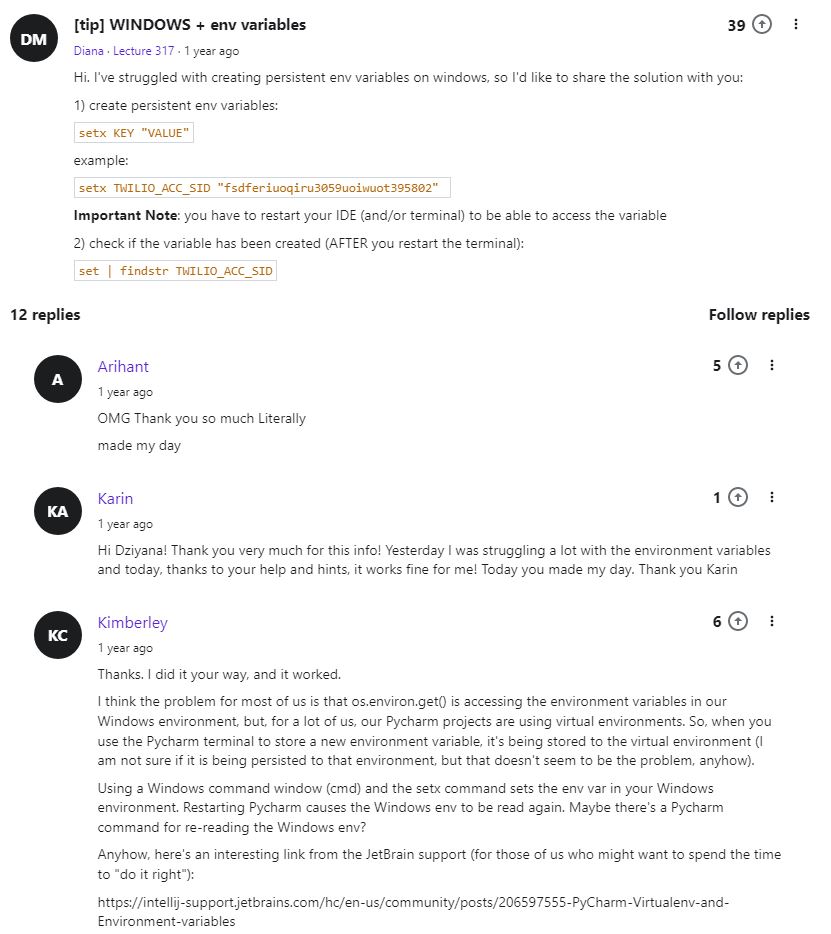 DM
[tip] WINDOWS + env variables
39
Diana · Lecture 317 · 1 year ago
Hi. I've struggled with creating persistent env variables on windows, so I'd like to share the solution with you:
1) create persistent env variables:
setx KEY "VALUE"
example:
setx TWILIO_ACC_SID "fsdferiuoqiru3059uoiwuot395802"
Important Note: you have to restart your IDE (and/or terminal) to be able to access the variable
2) check if the variable has been created (AFTER you restart the terminal):
set | findstr TWILIO_ACC_SID
12 replies
Follow replies
A
Arihant
5
1 year ago
OMG Thank you so much Literally
made my day
KA
Karin
1
1 year ago
Hi Dziyana! Thank you very much for this info! Yesterday I was struggling a lot with the environment variables
and today, thanks to your help and hints, it works fine for me! Today you made my day. Thank you Karin
KC
Kimberley
6
1 year ago
Thanks. I did it your way, and it worked.
I think the problem for most of us is that os.environ.get() is accessing the environment variables in our
Windows environment, but, for a lot of us, our Pycharm projects are using virtual environments. So, when you
use the Pycharm terminal to store a new environment variable, it's being stored to the virtual environment (I
am not sure if it is being persisted to that environment, but that doesn't seem to be the problem, anyhow).
Using a Windows command window (cmd) and the setx command sets the env var in your Windows
environment. Restarting Pycharm causes the Windows env to be read again. Maybe there's a Pycharm
command for re-reading the Windows env?
Anyhow, here's an interesting link from the JetBrain support (for those of us who might want to spend the time
to "do it right"):
https://intellij-support.jetbrains.com/hc/en-us/community/posts/206597555-PyCharm-Virtualenv-and-
Environment-variables